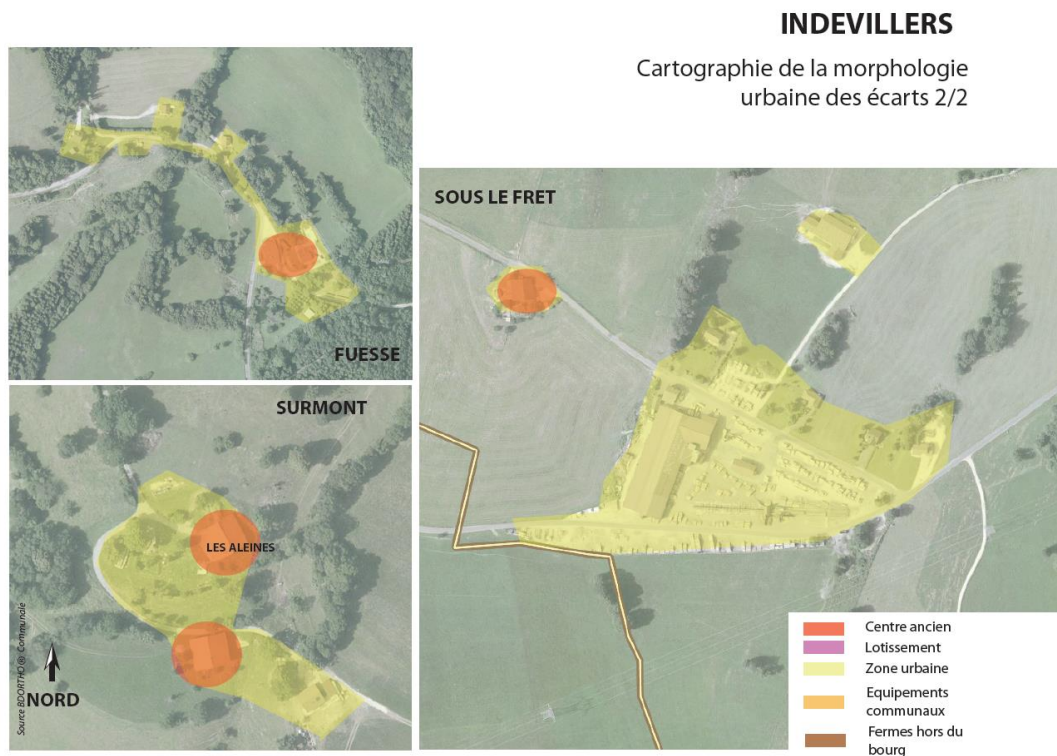 INDEVILLERS
Cartographie de la morphologie
urbaine des écarts 2/2
FUESSE
SOUS LE FRET
SURMONT
LES ALEINES
NORD
Source BDORTHO® Communale
Centre ancien
Lotissement
Zone urbaine
Equipements
communaux
Fermes hors du
bourg